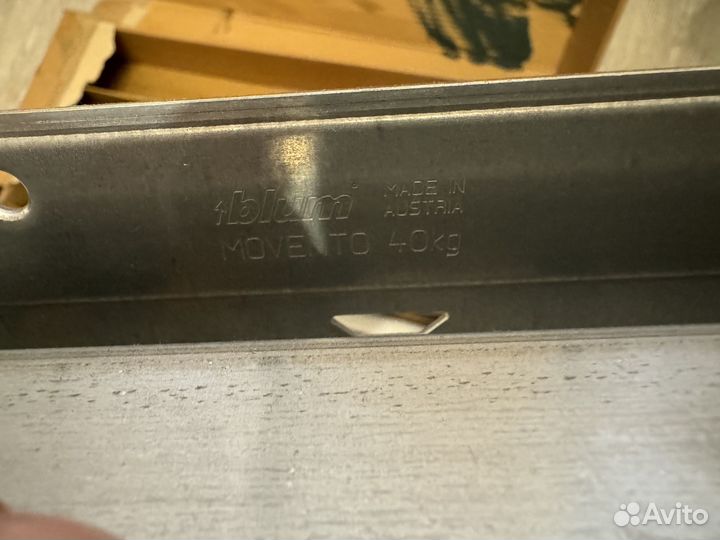 blum
MADE IN
AUSTRIA
MOVENTO 40kg
Avito